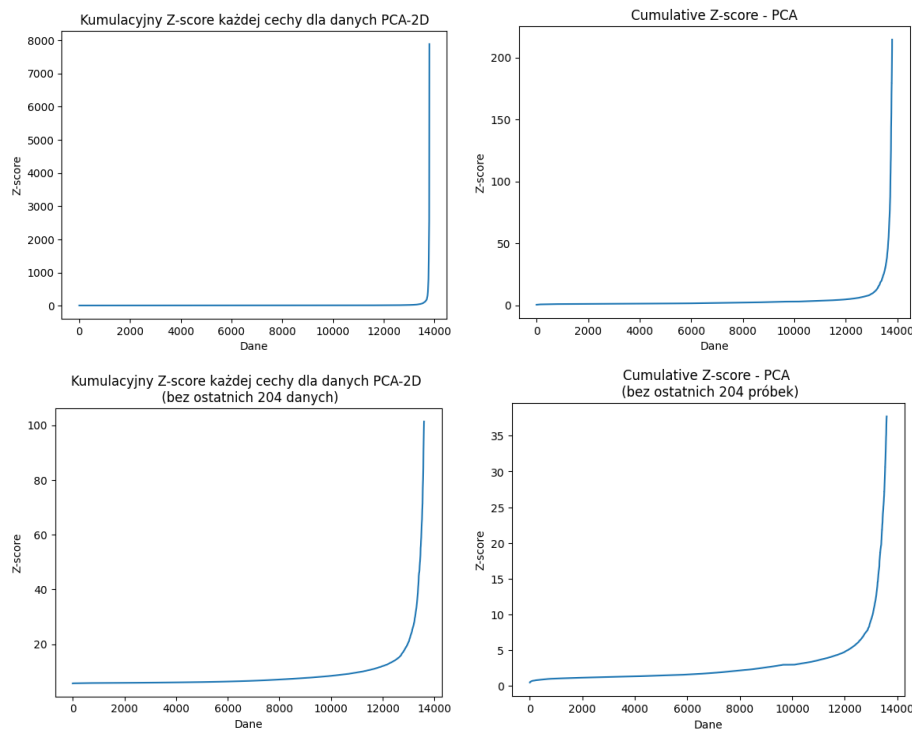 Kumulacyjny Z-score każdej cechy dla danych PCA-2D
8000
7000
6000
5000
4000
3000
2000
1000
0
Z-score
0 2000 4000 6000 8000 10000 12000 14000
Dane
Cumulative Z-score - PCA
200
150
100
50
0
Z-score
0 2000 4000 6000 8000 10000 12000 14000
Dane
Kumulacyjny Z-score każdej cechy dla danych PCA-2D
(bez ostatnich 204 danych)
100
80
60
40
20
Z-score
0 2000 4000 6000 8000 10000 12000 14000
Dane
Cumulative Z-score - PCA
(bez ostatnich 204 próbek)
35
30
25
20
15
10
5
0
Z-score
0 2000 4000 6000 8000 10000 12000 14000
Dane